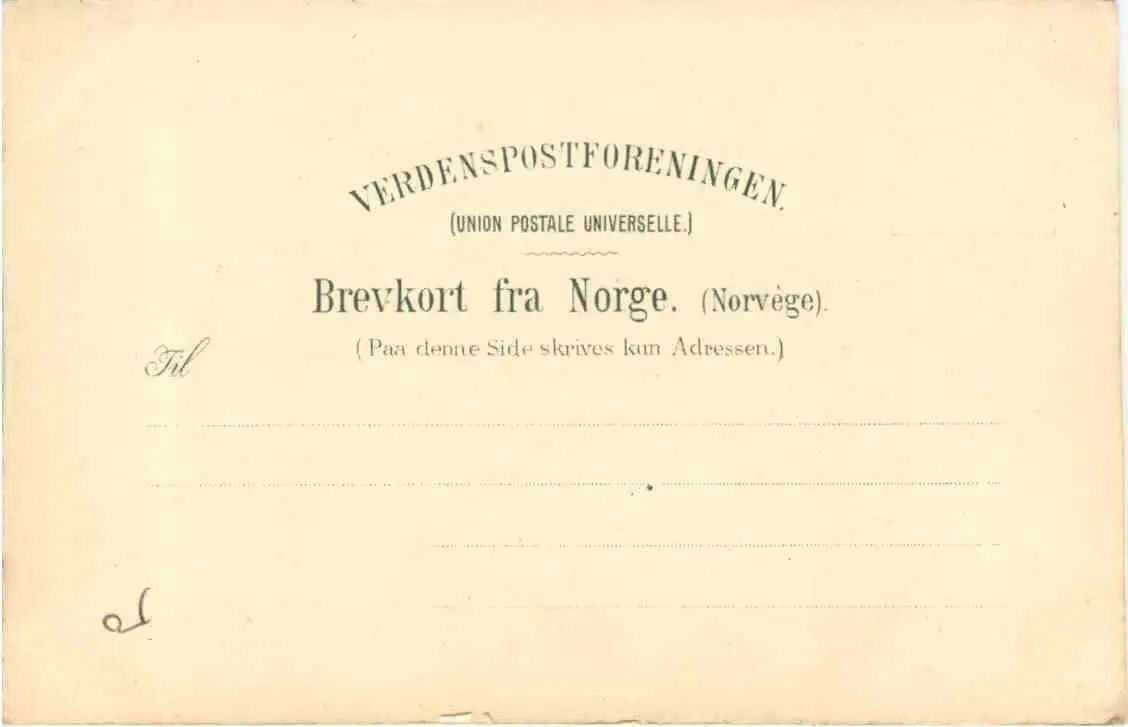 VERDENSPOSTFORENINGEN.
(UNION POSTALE UNIVERSELLE.)
Brevkort fra Norge. (Norvège).
(Paa denne Side skrives kun Adressen.)
Til